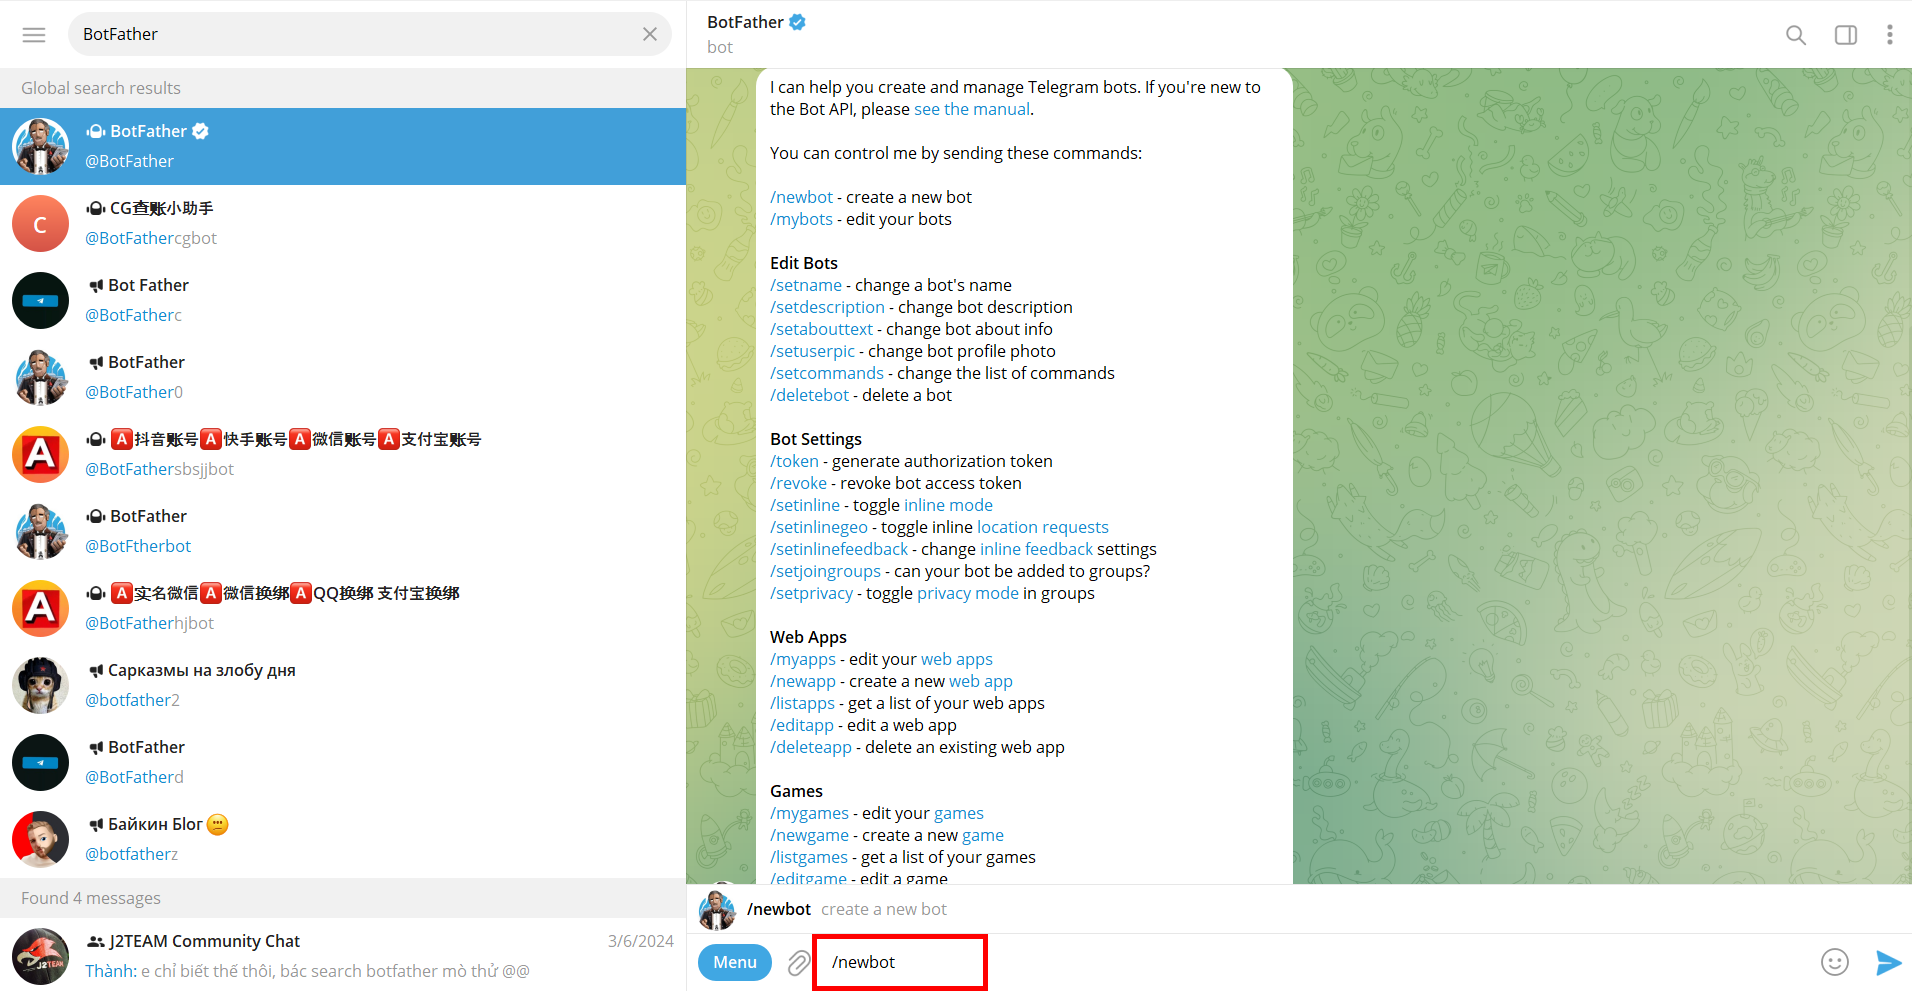 BotFather
Global search results
BotFather
@BotFather
C
CG查账小助手
@BotFathercgbot
Bot Father
@BotFatherc
BotFather
@BotFather0
A
A抖音账号A快手账号A微信账号A支付宝账号
@BotFathersbsjjbot
BotFather
@BotFtherbot
A
A实名微信A微信换绑AQQ换绑 支付宝换绑
@BotFatherhjbot
Сарказмы на злобу дня
@botfather2
BotFather
@BotFatherd
Байкин Бlог
@botfatherz
Found 4 messages
J2TEAM
J2TEAM Community Chat 3/6/2024
Thành: e chỉ biết thế thôi, bác search botfather mò thử @@
BotFather
bot
I can help you create and manage Telegram bots. If you're new to
the Bot API, please see the manual.
You can control me by sending these commands:
/newbot - create a new bot
/mybots - edit your bots
Edit Bots
/setname - change a bot's name
/setdescription - change bot description
/setabouttext - change bot about info
/setuserpic - change bot profile photo
/setcommands - change the list of commands
/deletebot - delete a bot
Bot Settings
/token - generate authorization token
/revoke - revoke bot access token
/setinline - toggle inline mode
/setinlinegeo - toggle inline location requests
/setinlinefeedback - change inline feedback settings
/setjoingroups - can your bot be added to groups?
/setprivacy - toggle privacy mode in groups
Web Apps
/myapps - edit your web apps
/newapp - create a new web app
/listapps - get a list of your web apps
/editapp - edit a web app
/deleteapp - delete an existing web app
Games
/mygames - edit your games
/newgame - create a new game
/listgames - get a list of your games
/editgame - edit a game
/newbot create a new bot
Menu
/newbot